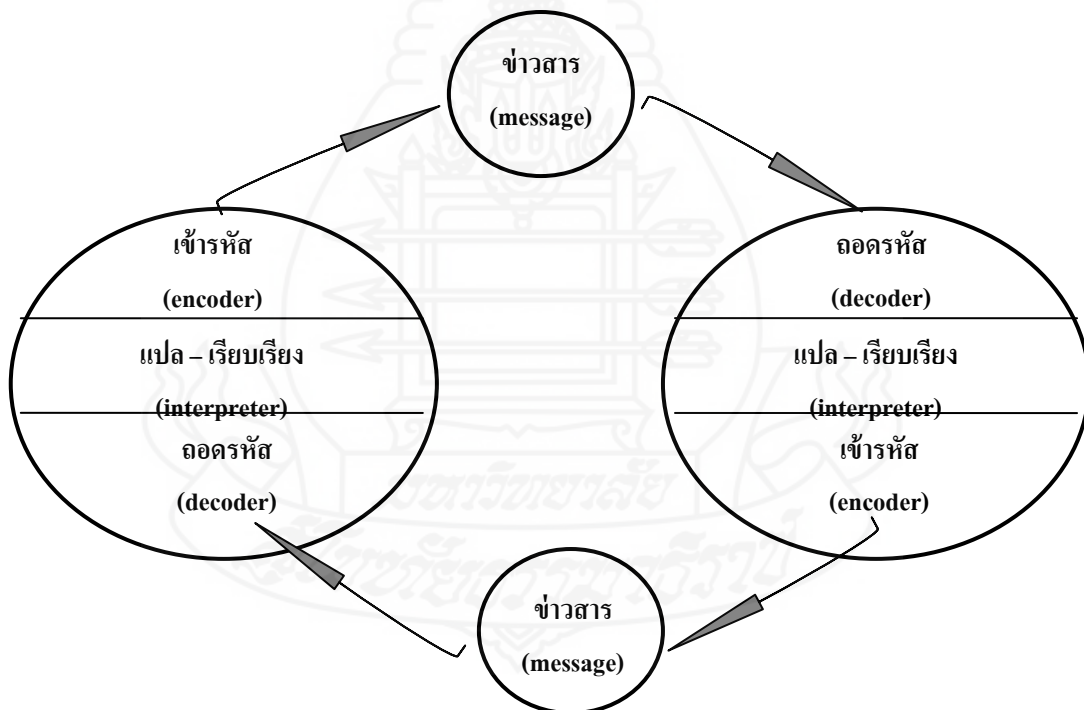 ข่าวสาร
(message)
เข้ารหัส
(encoder)
แปล – เรียบเรียง
(interpreter)
ถอดรหัส
(decoder)
ถอดรหัส
(decoder)
แปล – เรียบเรียง
(interpreter)
เข้ารหัส
(encoder)
ข่าวสาร
(message)